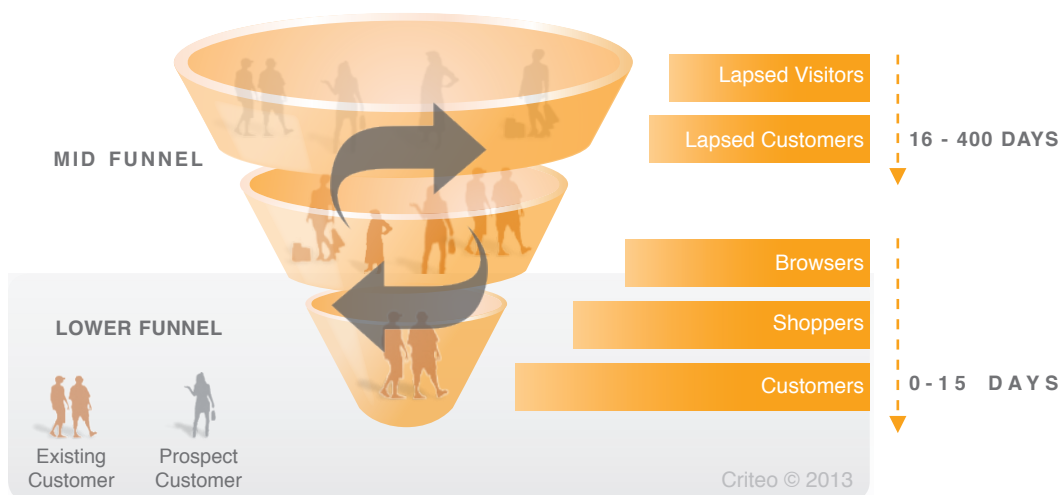 Lapsed Visitors
Lapsed Customers
16 - 400 DAYS
MID FUNNEL
Browsers
Shoppers
Customers
0-15 DAYS
LOWER FUNNEL
Existing
Customer
Prospect
Customer
Criteo © 2013